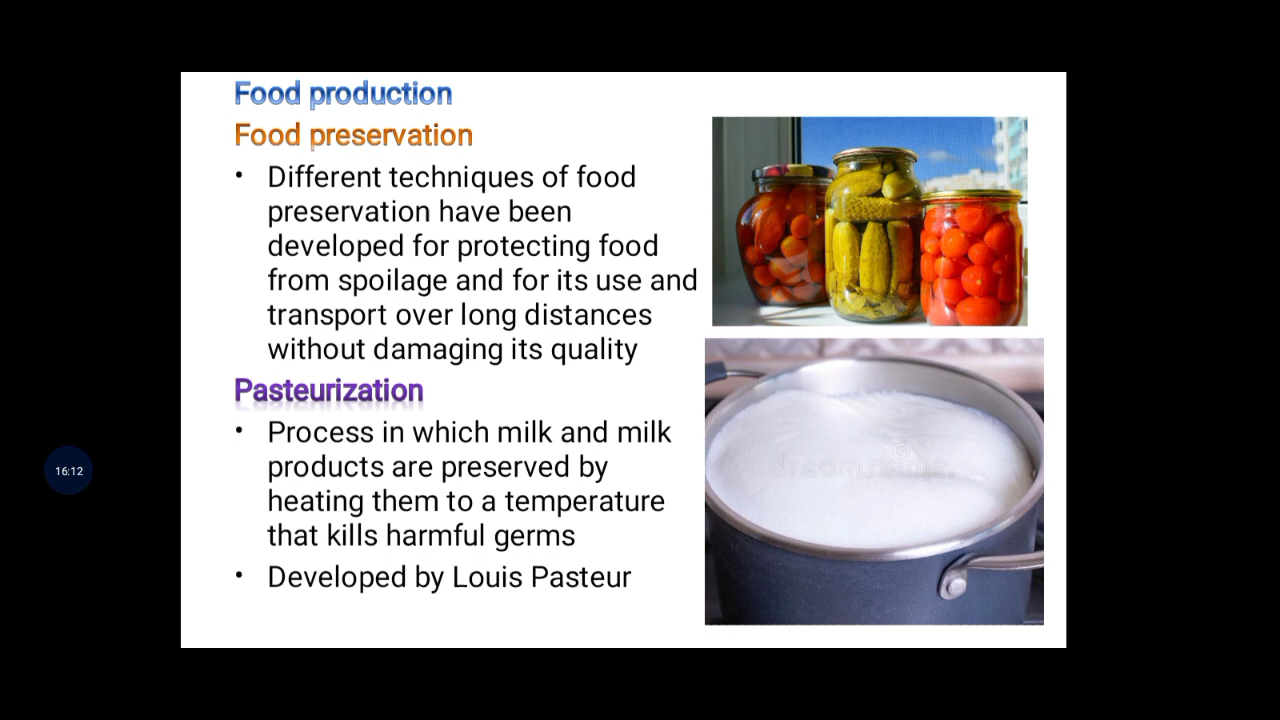 Food production
Food preservation
• Different techniques of food
preservation have been
developed for protecting food
from spoilage and for its use and
transport over long distances
without damaging its quality
Pasteurization
• Process in which milk and milk
products are preserved by
heating them to a temperature
that kills harmful germs
• Developed by Louis Pasteur
16:12
dreamstime